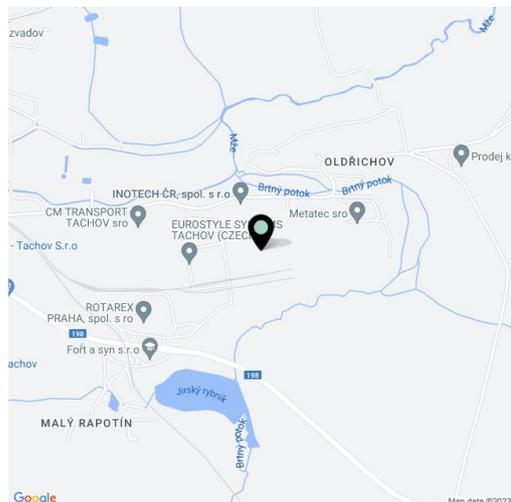 zvadov
Mže
Mže
OLDŘICHOV
Prodej k
INOTECH ČR, spol. s r.o
Brtný potok
Brtný potok
CM TRANSPORT
TACHOV sro
Metatec sro
EUROSTYLE SY
TACHOV (CZEC
- Tachov S.r.o
ROTAREX
PRAHA, spol. s ro
198
Fořt a syn s.r.o
achov
198
Jirský rybník
MALÝ RAPOTÍN
Brtný potok
Google
Map data ©2023